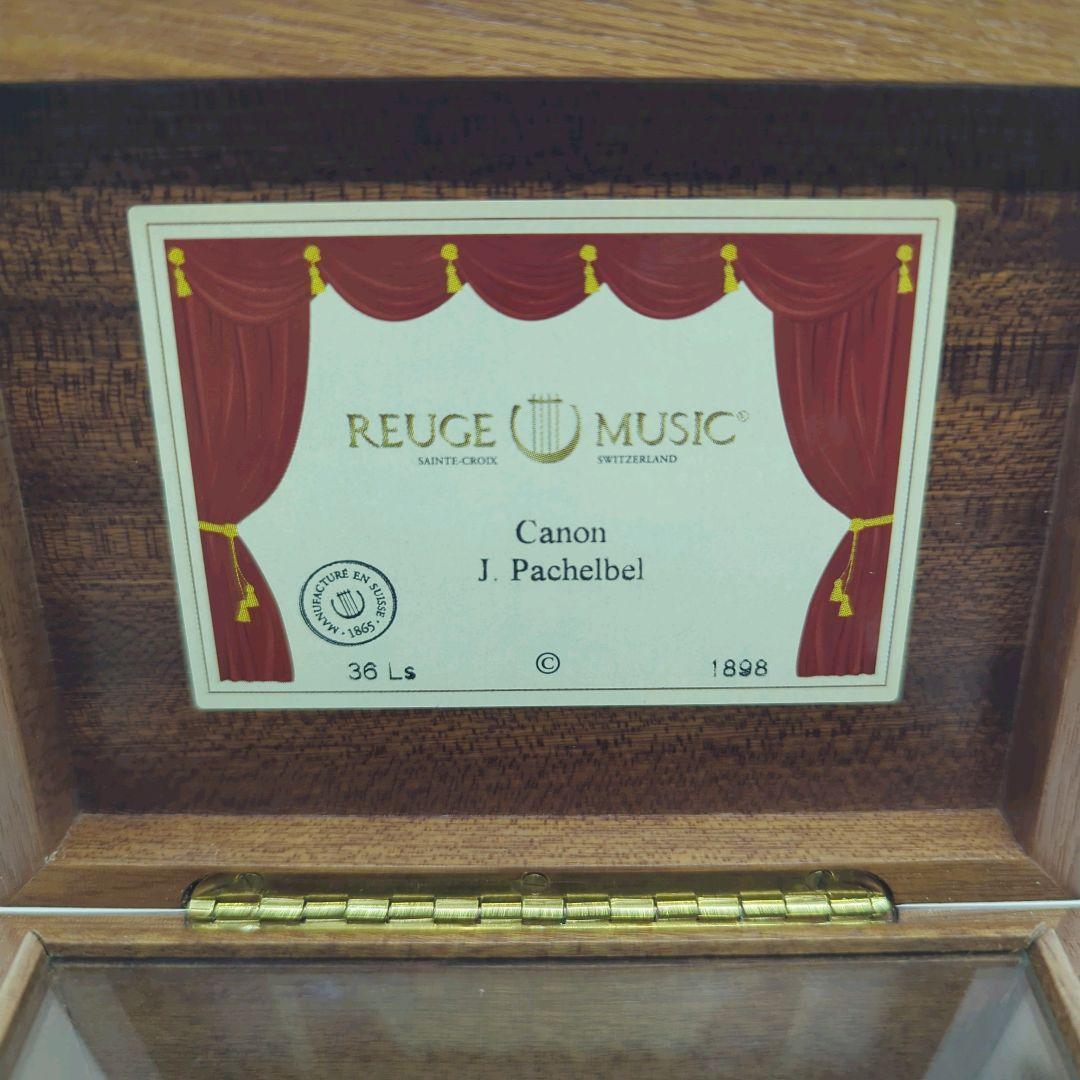 REUGE MUSIC®
SAINTE-CROIX SWITZERLAND
Canon
J. Pachelbel
MANUFACTURÉ EN SUISSE · 1865 ·
36 Ls © 1898